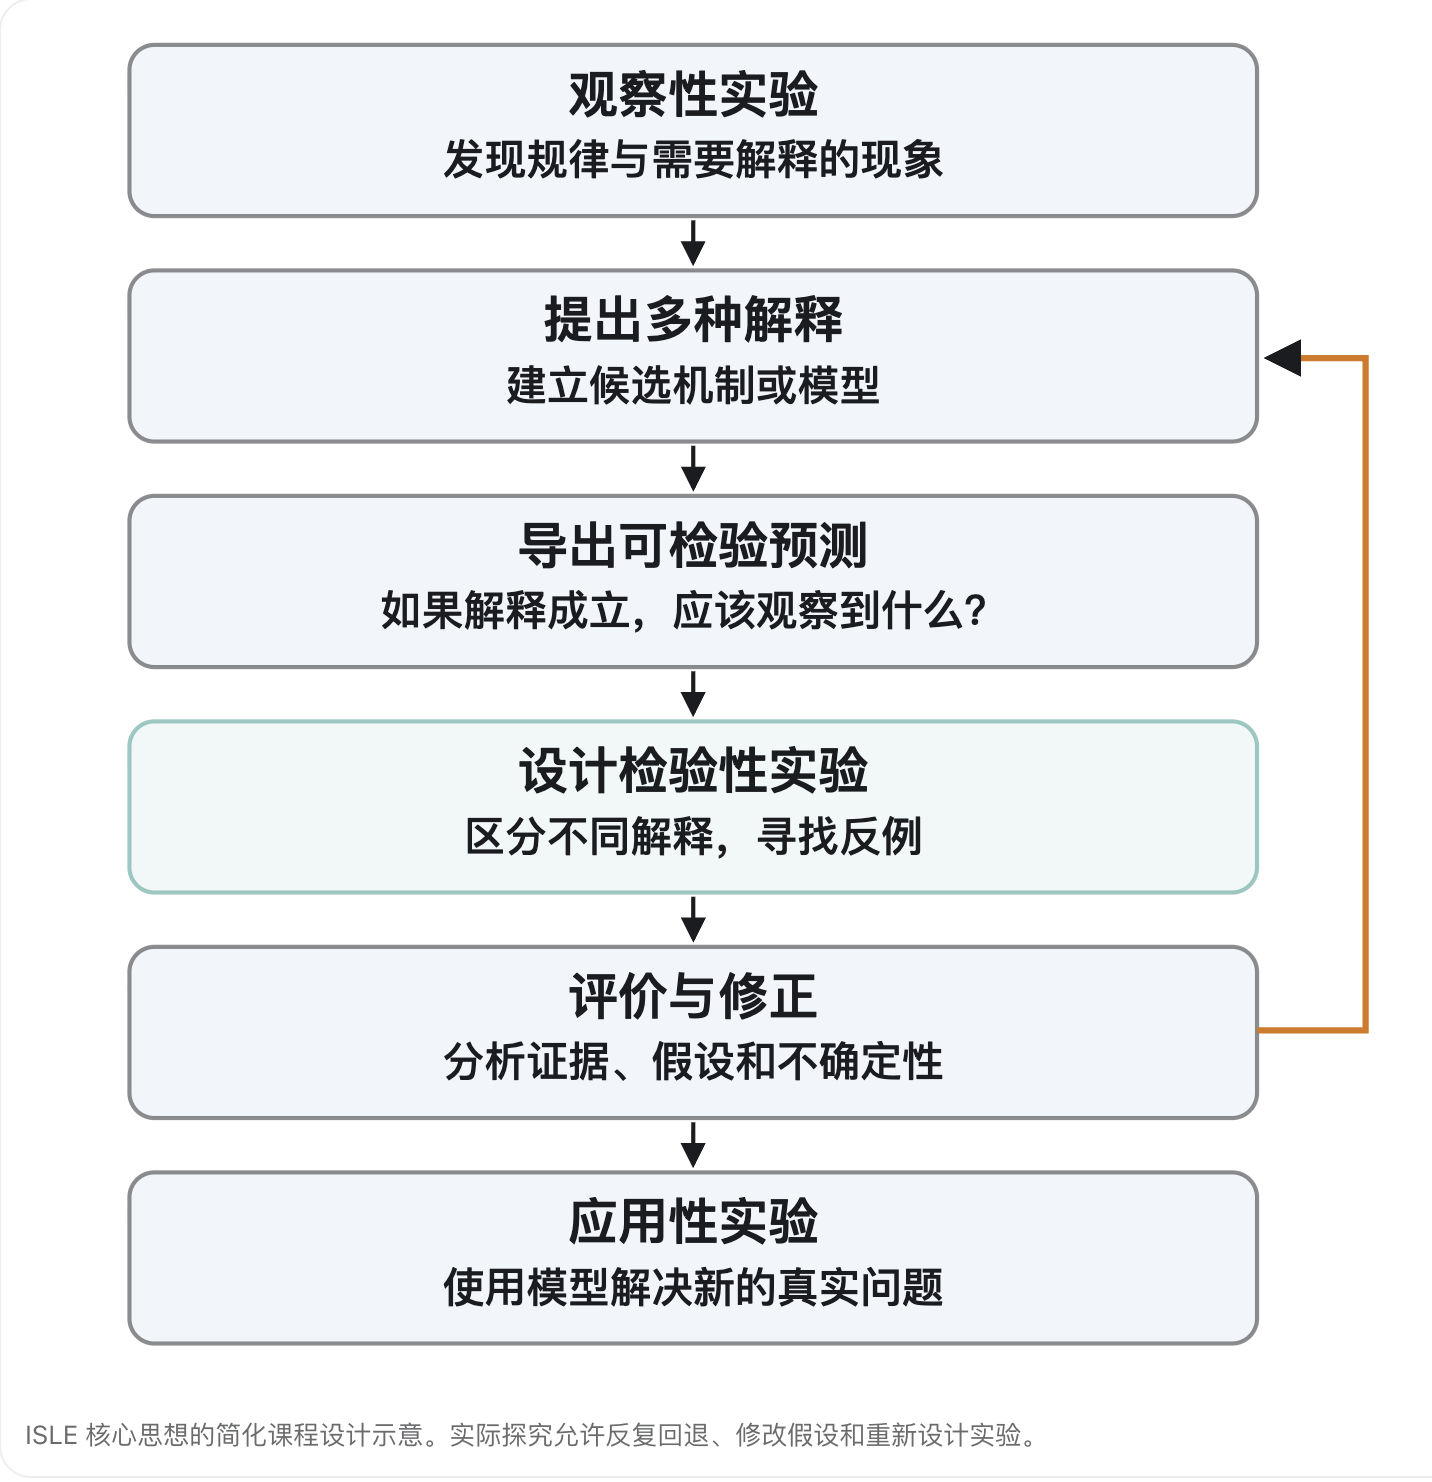 观察性实验
发现规律与需要解释的现象
提出多种解释
建立候选机制或模型
导出可检验预测
如果解释成立，应该观察到什么？
设计检验性实验
区分不同解释，寻找反例
评价与修正
分析证据、假设和不确定性
应用性实验
使用模型解决新的真实问题
ISLE 核心思想的简化课程设计示意。实际探究允许反复回退、修改假设和重新设计实验。